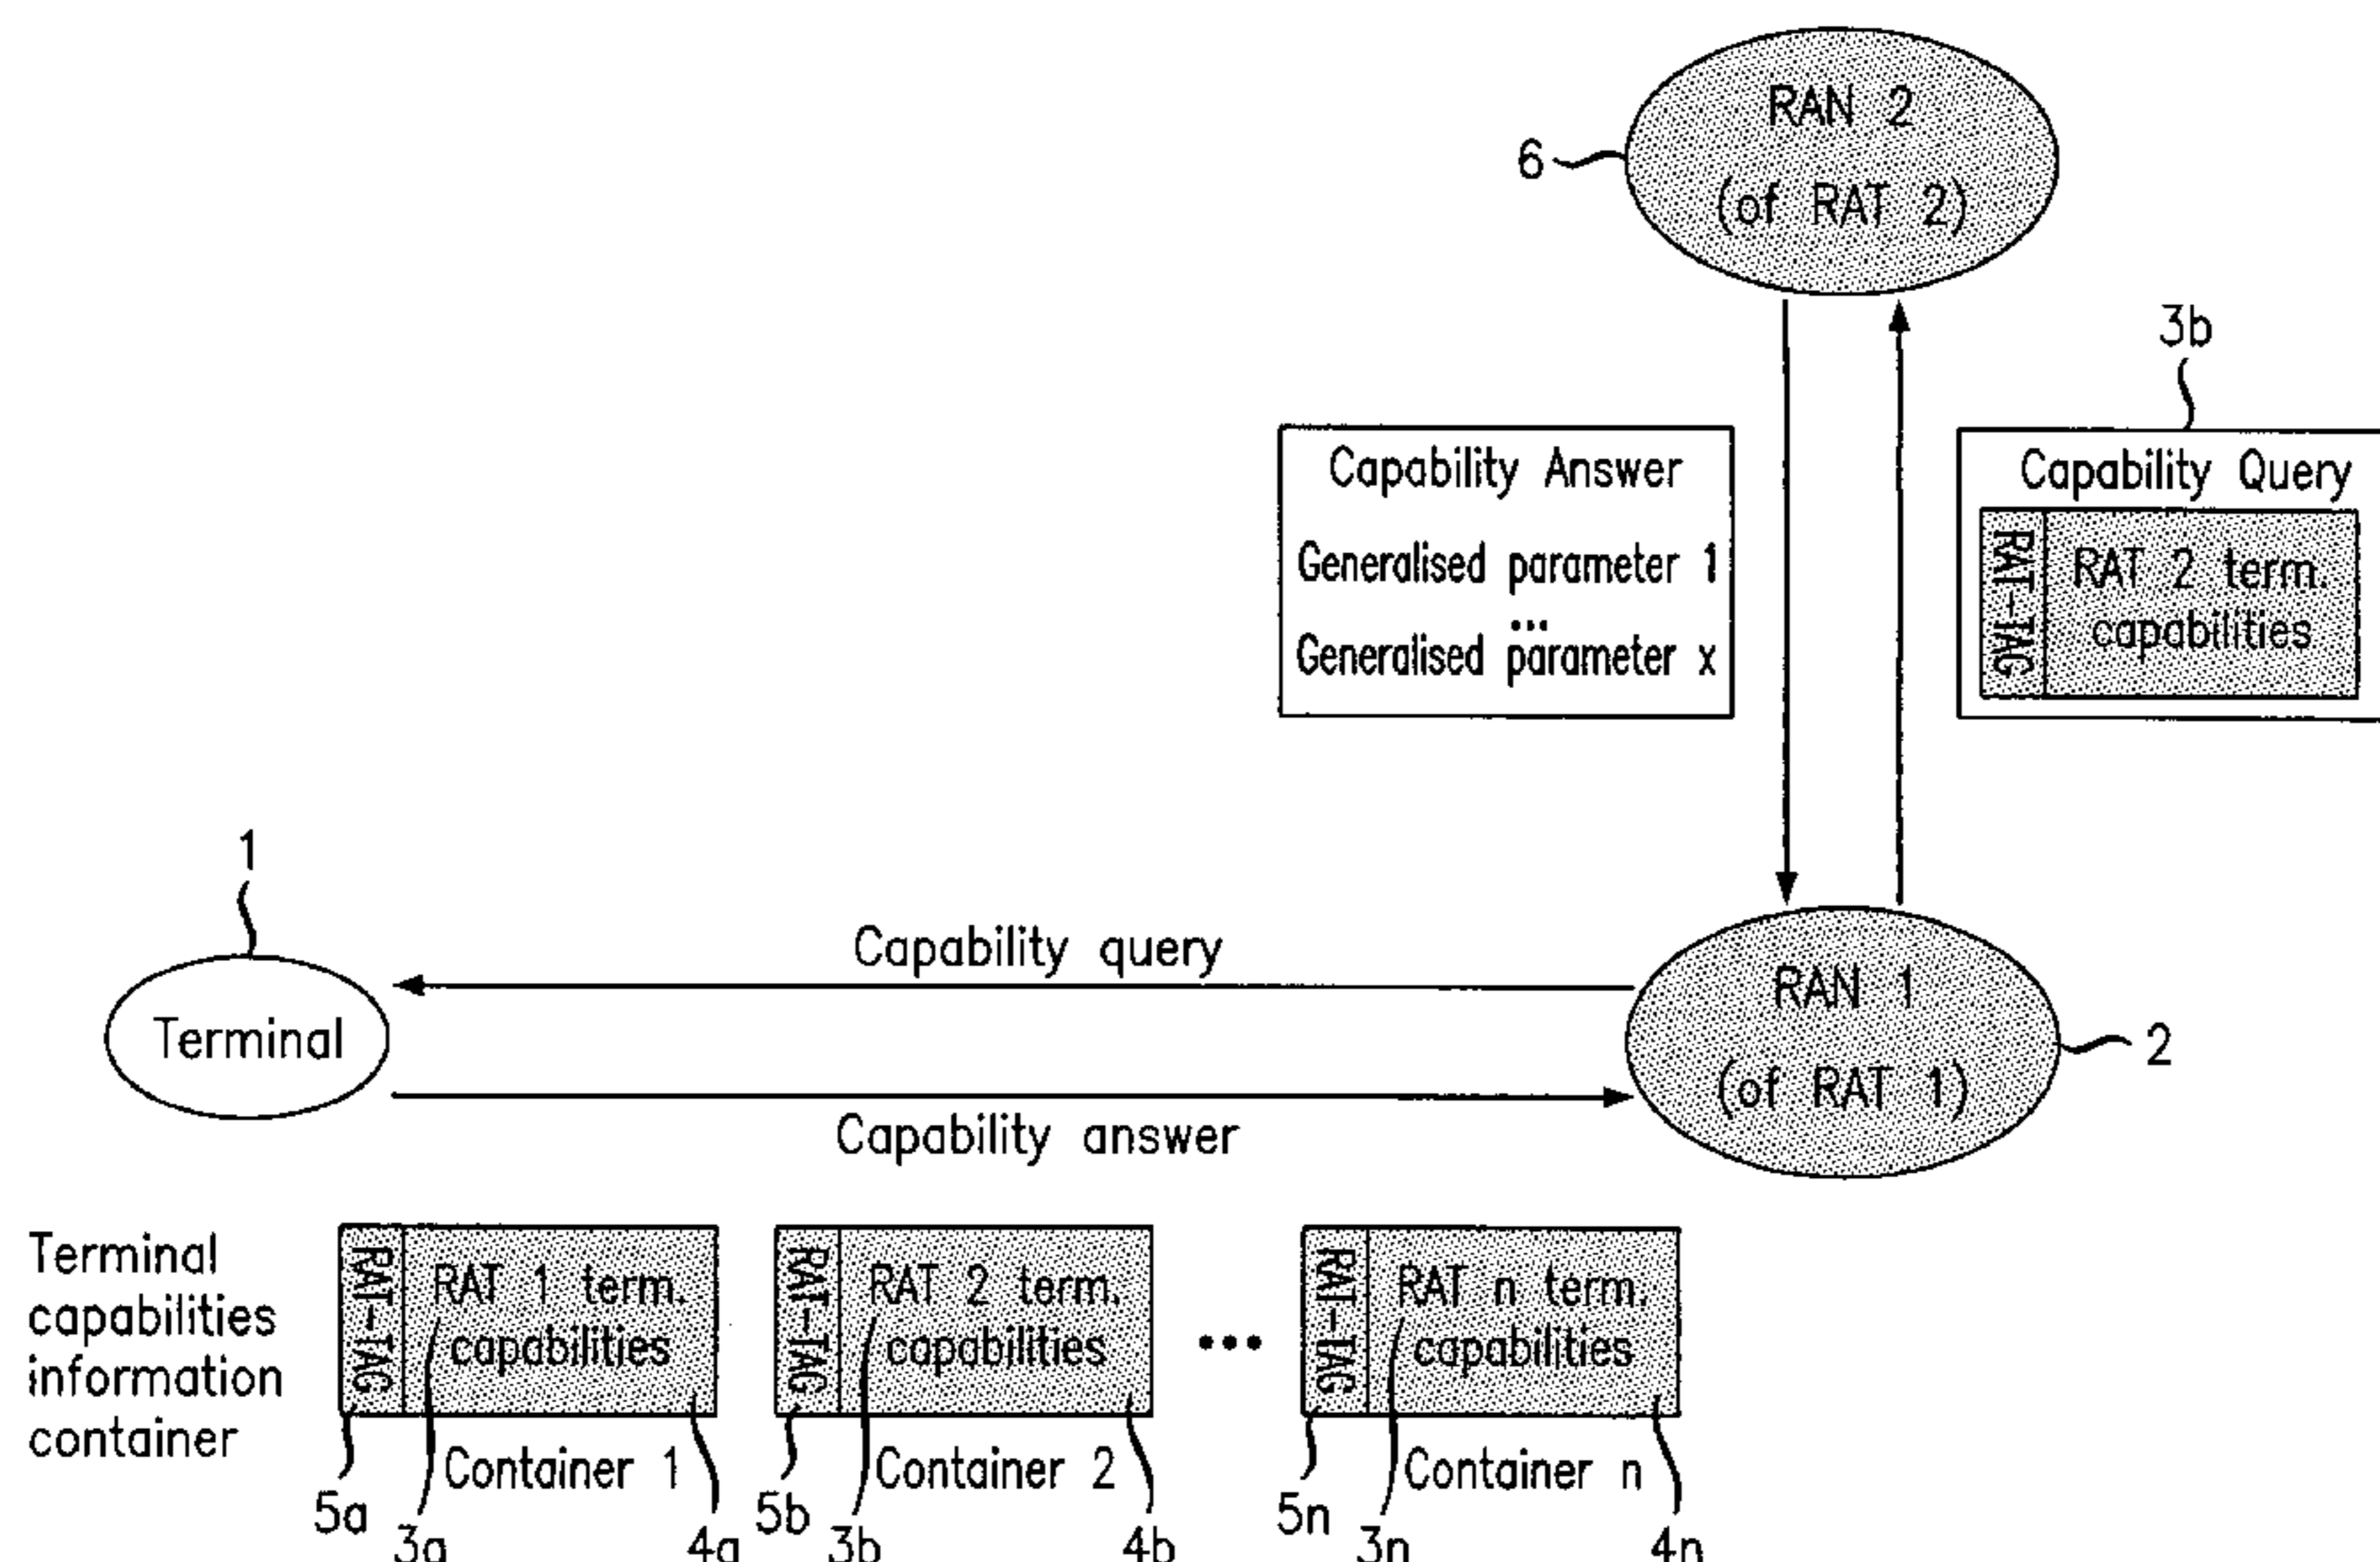 RAN 2
(of RAT 2)
6
3b
Capability Answer
Generalised parameter 1
...
Generalised parameter x
Capability Query
RAT-TAG
RAT 2 term.
capabilities
1
Terminal
Capability query
Capability answer
RAN 1
(of RAT 1)
2
Terminal
capabilities
information
container
RAT-TAG
RAT 1 term.
capabilities
RAT-TAG
RAT 2 term.
capabilities
...
RAT-TAG
RAT n term.
capabilities
Container 1
Container 2
Container n
5a
3a
4a
5b
3b
4b
5n
3n
4n